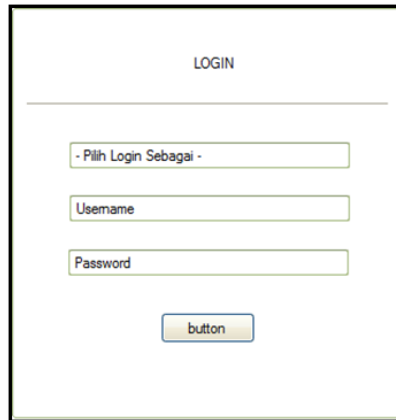 LOGIN
- Pilih Login Sebagai -
Username
Password
button